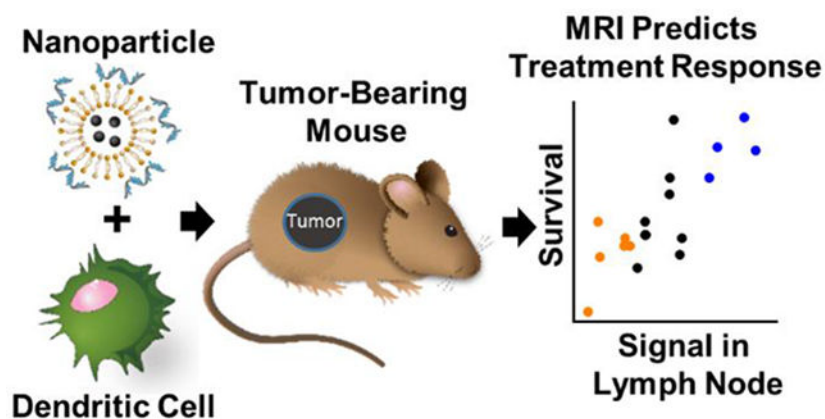 Nanoparticle
+
Dendritic Cell
Tumor-Bearing
Mouse
Tumor
MRI Predicts
Treatment Response
Survival
Signal in
Lymph Node